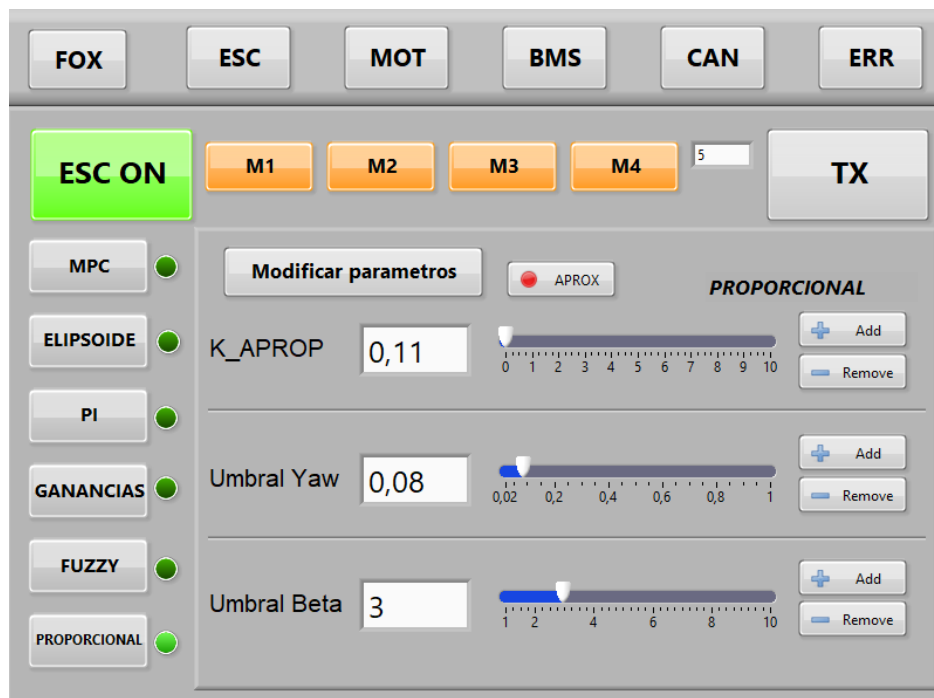 FOX ESC MOT BMS CAN ERR
ESC ON M1 M2 M3 M4 5 TX
MPC
ELIPSOIDE
PI
GANANCIAS
FUZZY
PROPORCIONAL
Modificar parametros APROX PROPORCIONAL
K_APROP 0,11
0 1 2 3 4 5 6 7 8 9 10
Add
Remove
Umbral Yaw 0,08
0,02 0,2 0,4 0,6 0,8 1
Add
Remove
Umbral Beta 3
1 2 4 6 8 10
Add
Remove